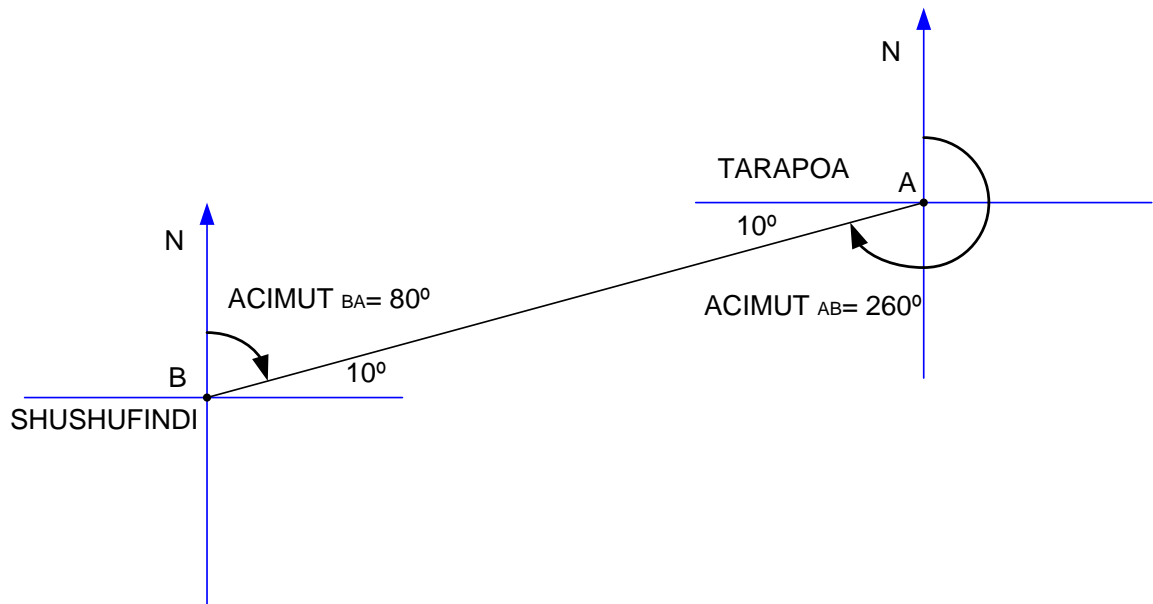 N
TARAPOA
A
N
10º
ACIMUT BA= 80º
ACIMUT AB= 260º
B
10º
SHUSHUFINDI